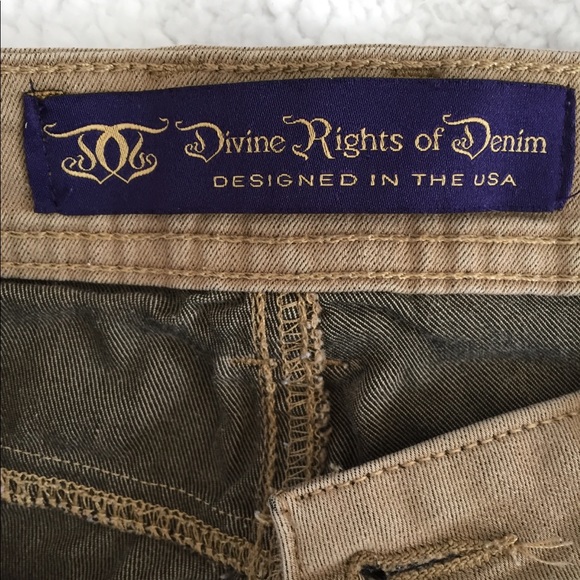 Divine Rights of Denim
DESIGNED IN THE USA